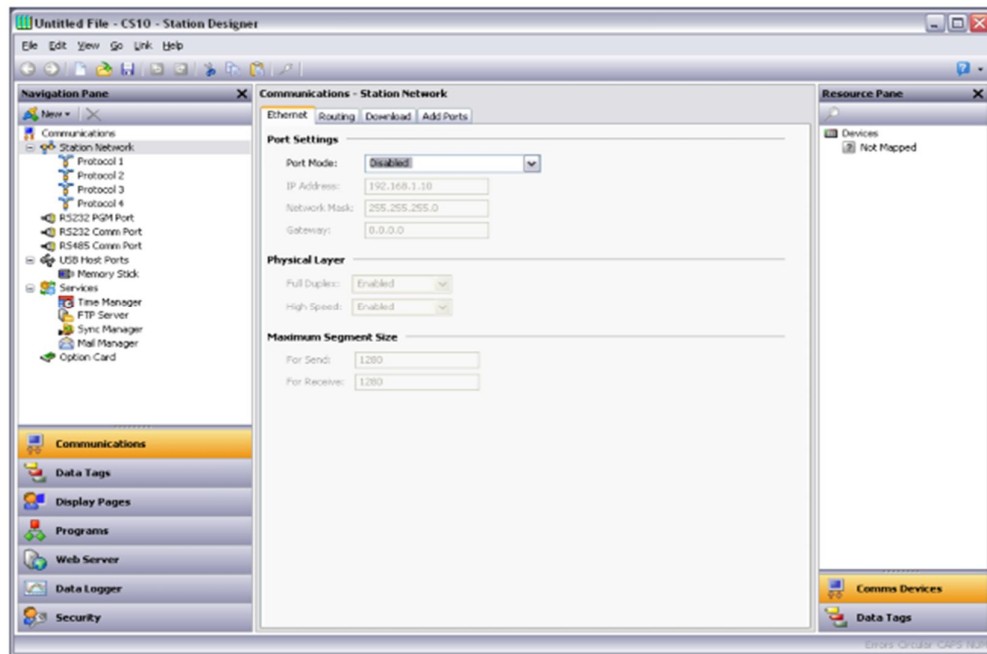 Untitled File - CS10 - Station Designer
File Edit View Go Link Help
Navigation Pane
New
Communications
Station Network
Protocol 1
Protocol 2
Protocol 3
Protocol 4
RS232 PGM Port
RS232 Comm Port
RS485 Comm Port
USB Host Ports
Memory Stick
Services
Time Manager
FTP Server
Sync Manager
Mail Manager
Option Card
Communications
Data Tags
Display Pages
Programs
Web Server
Data Logger
Security
Communications - Station Network
Ethernet Routing Download Add Ports
Port Settings
Port Mode: Disabled
IP Address: 192.168.1.10
Network Mask: 255.255.255.0
Gateway: 0.0.0.0
Physical Layer
Full Duplex: Enabled
High Speed: Enabled
Maximum Segment Size
For Send: 1280
For Receive: 1280
Resource Pane
Devices
Not Mapped
Comms Devices
Data Tags
Errors Circular CAPS NUM